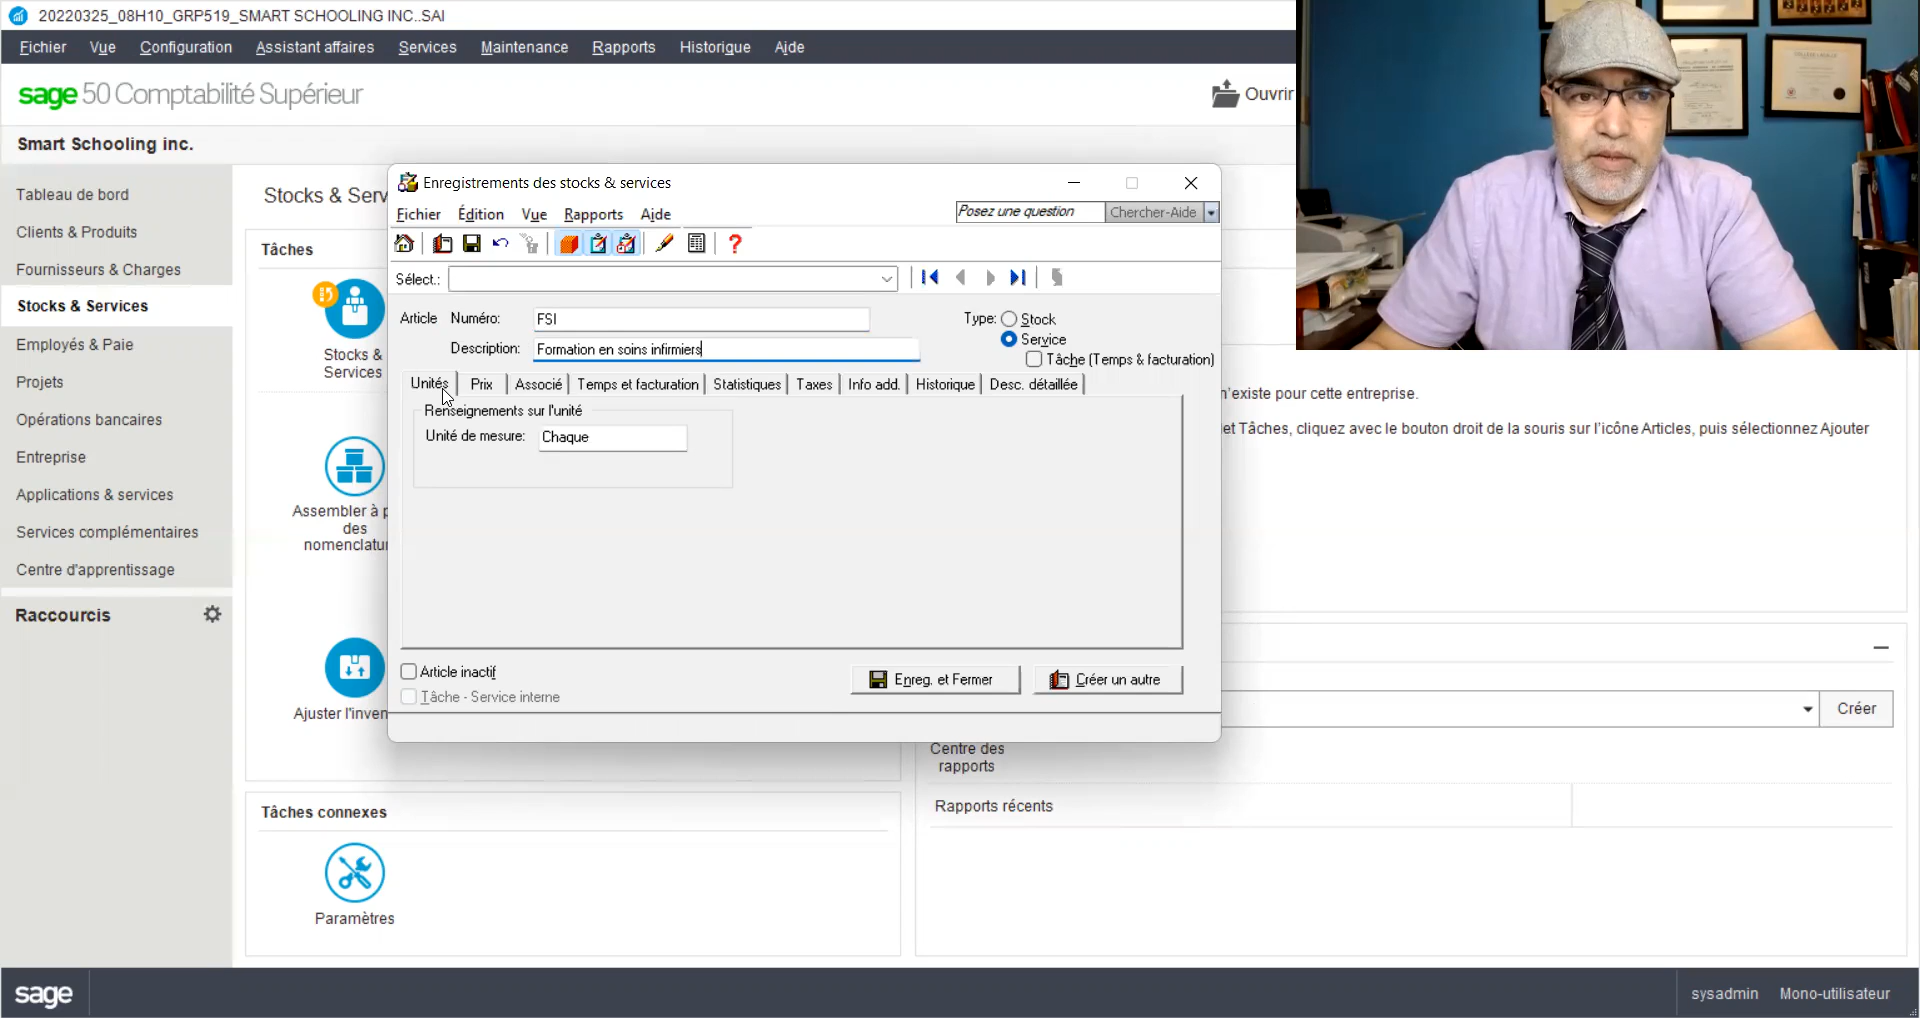 20220325_08H10_GRP519_SMART SCHOOLING INC..SAI
Fichier Vue Configuration Assistant affaires Services Maintenance Rapports Historique Aide
sage 50 Comptabilité Supérieur
Ouvrir
Smart Schooling inc.
Tableau de bord
Clients & Produits
Fournisseurs & Charges
Stocks & Services
Employés & Paie
Projets
Opérations bancaires
Entreprise
Applications & services
Services complémentaires
Centre d'apprentissage
Raccourcis
Stocks & Serv
Tâches
Stocks &
Services
Assembler à p
des
nomenclatu
Ajuster l'inven
Tâches connexes
Paramètres
Enregistrements des stocks & services
Fichier Édition Vue Rapports Aide
Posez une question Chercher-Aide
Sélect.:
Article Numéro: FSI
Description: Formation en soins infirmiers
Type: Stock
Service
Tâche (Temps & facturation)
Unités Prix Associé Temps et facturation Statistiques Taxes Info add. Historique Desc. détaillée
Renseignements sur l'unité
Unité de mesure: Chaque
Article inactif
Tâche - Service interne
Enreg. et Fermer
Créer un autre
n'existe pour cette entreprise.
et Tâches, cliquez avec le bouton droit de la souris sur l'icône Articles, puis sélectionnez Ajouter
Créer
Centre des
rapports
Rapports récents
sage
sysadmin Mono-utilisateur